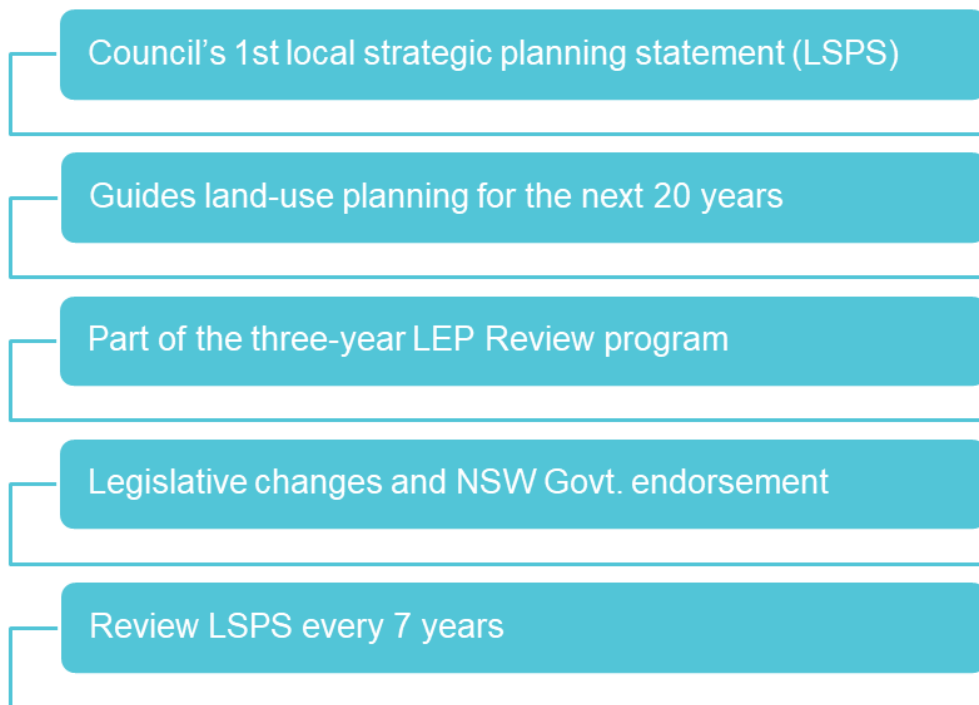 Council’s 1st local strategic planning statement (LSPS)
Guides land-use planning for the next 20 years
Part of the three-year LEP Review program
Legislative changes and NSW Govt. endorsement
Review LSPS every 7 years